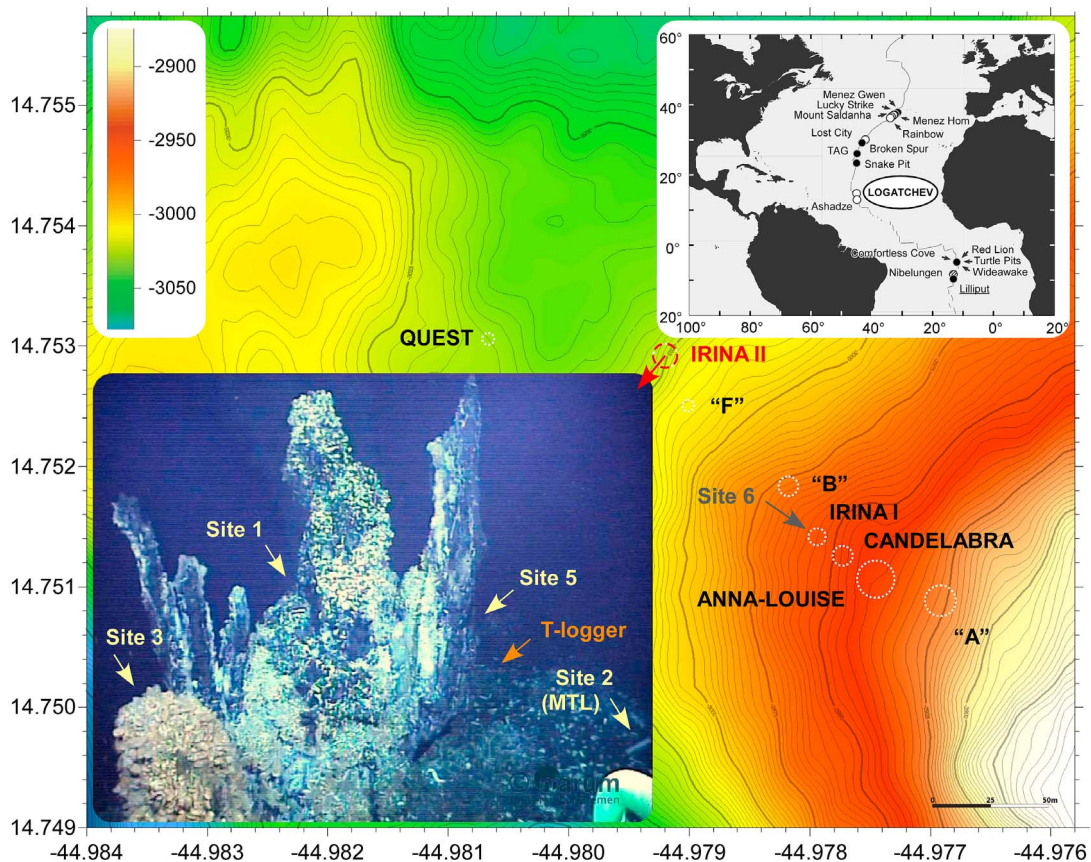 -2900
-2950
-3000
-3050
14.755
14.754
14.753
14.752
14.751
14.750
14.749
-44.984
-44.983
-44.982
-44.981
-44.980
-44.979
-44.978
-44.977
-44.976
60°
40°
20°
0°
20°
100°
80°
60°
40°
20°
0°
20°
Menez Gwen
Lucky Strike
Mount Saldanha
Menez Hom
Rainbow
Lost City
Broken Spur
TAG
Snake Pit
LOGATCHEV
Ashadze
Comfortless Cove
Red Lion
Turtle Pits
Wideawake
Nibelungen
Lilliput
QUEST
IRINA II
“F”
“B”
Site 6
IRINA I
CANDELABRA
ANNA-LOUISE
“A”
Site 1
Site 5
T-logger
Site 3
Site 2
(MTL)
0
25
50m